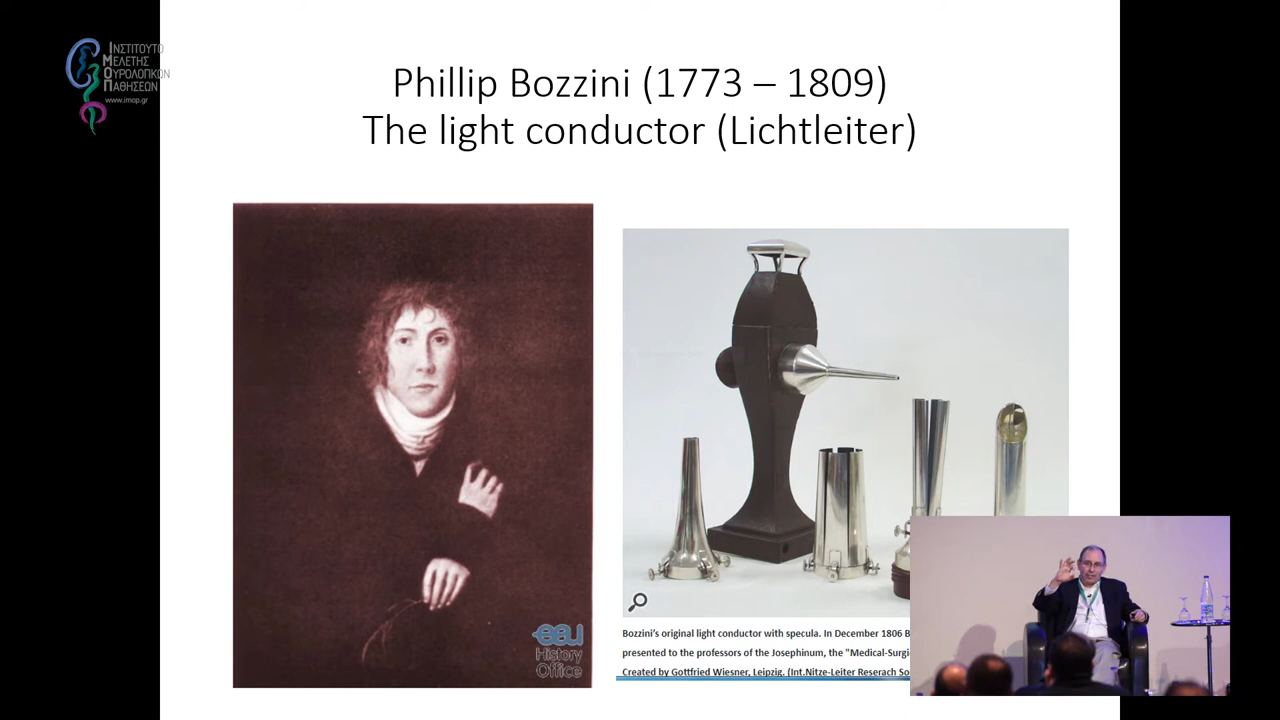 ΙΝΣΤΙΤΟΥΤΟ
ΜΕΛΕΤΗΣ
ΟΥΡΟΛΟΓΙΚΩΝ
ΠΑΘΗΣΕΩΝ
www.imop.gr
Phillip Bozzini (1773 – 1809)
The light conductor (Lichtleiter)
eau
History
Office
Bozzini's original light conductor with specula. In December 1806 B
presented to the professors of the Josephinum, the "Medical-Surgi
Created by Gottfried Wiesner, Leipzig. (Int.Nitze-Leiter Reserach So